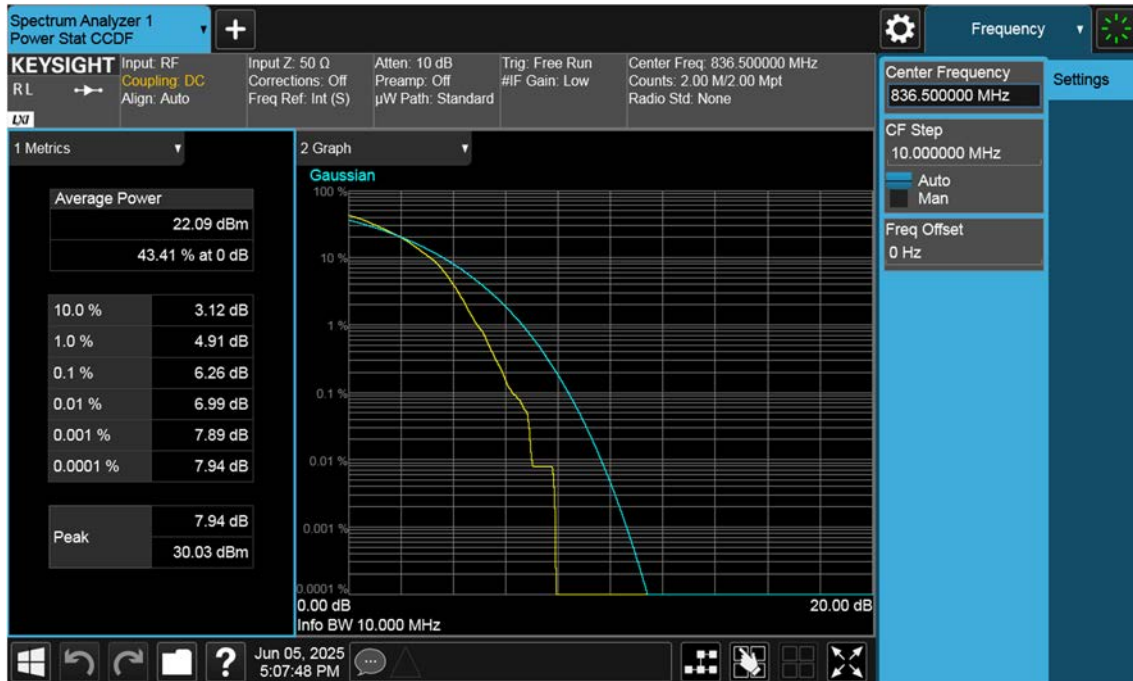 Spectrum Analyzer 1
Power Stat CCDF
+
Frequency
KEYSIGHT
RL
LXI
Input: RF
Coupling: DC
Align: Auto
Input Z: 50 Ω
Corrections: Off
Freq Ref: Int (S)
Atten: 10 dB
Preamp: Off
µW Path: Standard
Trig: Free Run
#IF Gain: Low
Center Freq: 836.500000 MHz
Counts: 2.00 M/2.00 Mpt
Radio Std: None
Center Frequency
836.500000 MHz
Settings
CF Step
10.000000 MHz
Auto
Man
Freq Offset
0 Hz
1 Metrics
Average Power
22.09 dBm
43.41 % at 0 dB
10.0 % 3.12 dB
1.0 % 4.91 dB
0.1 % 6.26 dB
0.01 % 6.99 dB
0.001 % 7.89 dB
0.0001 % 7.94 dB
Peak
7.94 dB
30.03 dBm
2 Graph
Gaussian
100 %
10 %
1 %
0.1 %
0.01 %
0.001 %
0.0001 %
0.00 dB 20.00 dB
Info BW 10.000 MHz
?
Jun 05, 2025
5:07:48 PM